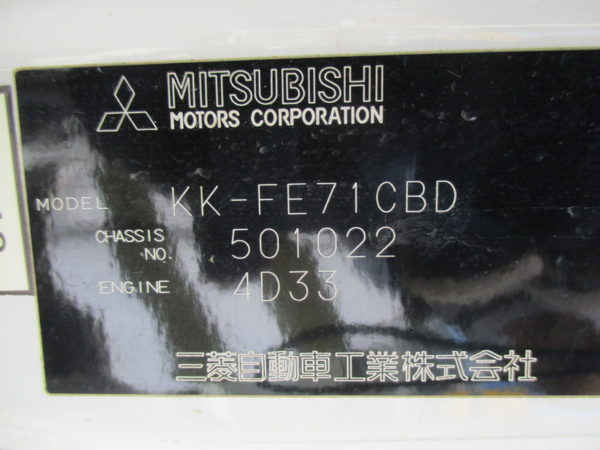 MITSUBISHI
MOTORS CORPORATION
MODEL KK-FE71CBD
CHASSIS NO. 501022
ENGINE 4D33
三菱自動車工業株式会社